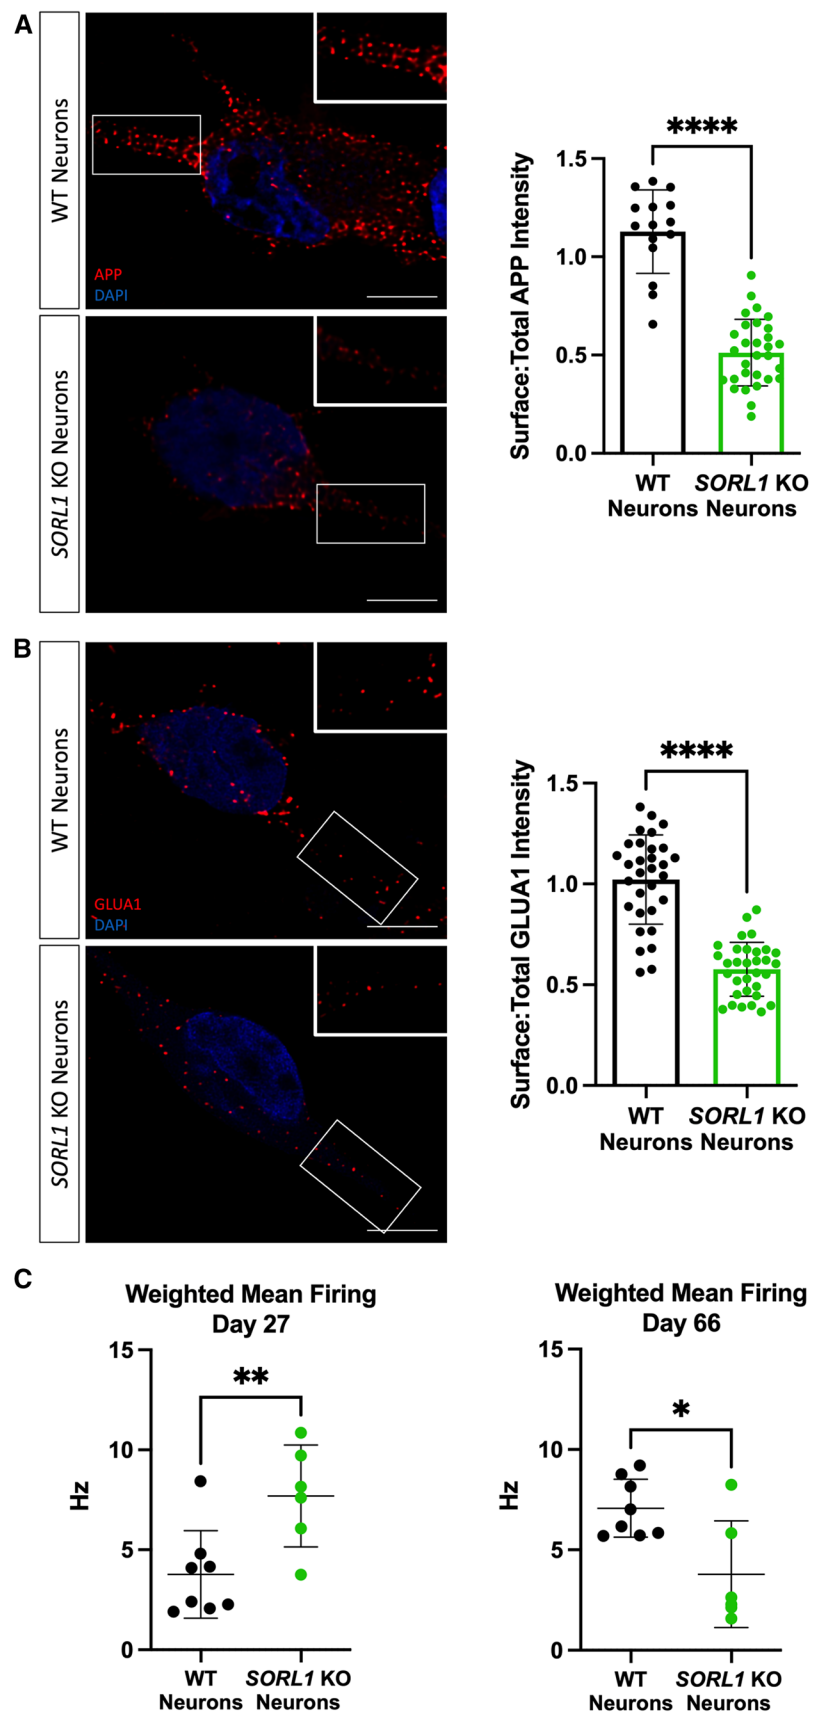 A
WT Neurons
APP
DAPI
SORL1 KO Neurons
****
Surface:Total APP Intensity
1.5
1.0
0.5
0.0
WT
Neurons
SORL1 KO
Neurons
B
WT Neurons
GLUA1
DAPI
SORL1 KO Neurons
****
Surface:Total GLUA1 Intensity
1.5
1.0
0.5
0.0
WT
Neurons
SORL1 KO
Neurons
C
Weighted Mean Firing
Day 27
**
Hz
15
10
5
0
WT
Neurons
SORL1 KO
Neurons
Weighted Mean Firing
Day 66
*
Hz
15
10
5
0
WT
Neurons
SORL1 KO
Neurons